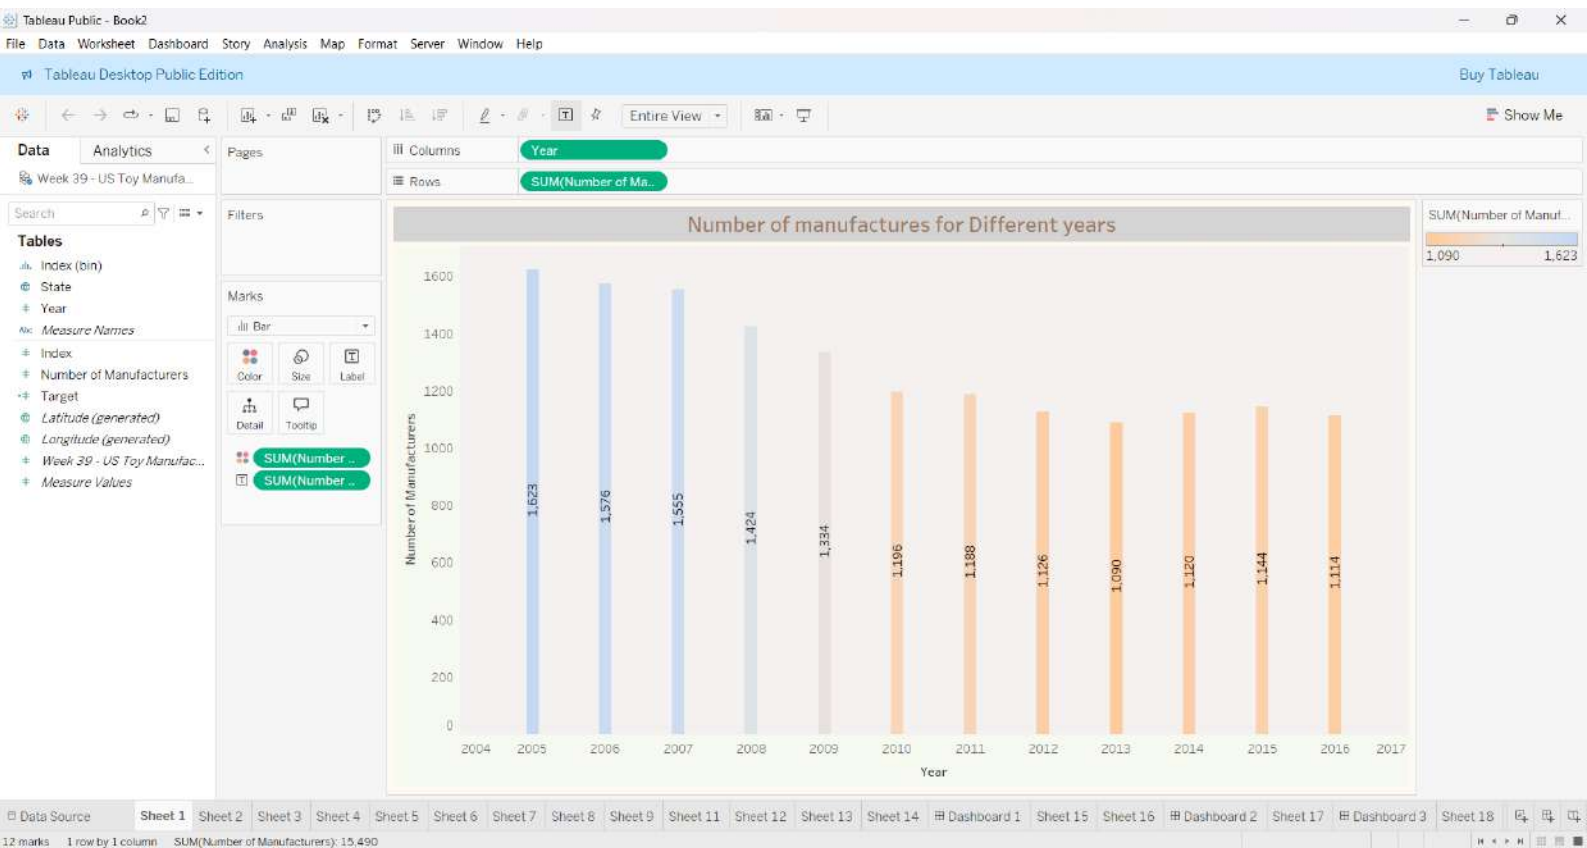 Tableau Public - Book2
File Data Worksheet Dashboard Story Analysis Map Format Server Window Help
Tableau Desktop Public Edition
Buy Tableau
Entire View
Show Me
Data Analytics
Pages
Columns
Year
Week 39 - US Toy Manufa...
Rows
SUM(Number of Ma..
Search
Filters
Number of manufactures for Different years
SUM(Number of Manuf...
1,090 1,623
Tables
Index (bin)
State
Year
Abc Measure Names
Index
Number of Manufacturers
Target
Latitude (generated)
Longitude (generated)
Week 39 - US Toy Manufac...
Measure Values
Marks
Bar
Color Size Label
Detail Tooltip
SUM(Number ..
SUM(Number ..
Number of Manufacturers
1600
1400
1200
1000
800
600
400
200
0
1,623
1,576
1,555
1,424
1,334
1,196
1,188
1,126
1,090
1,120
1,144
1,114
2004 2005 2006 2007 2008 2009 2010 2011 2012 2013 2014 2015 2016 2017
Year
Data Source Sheet 1 Sheet 2 Sheet 3 Sheet 4 Sheet 5 Sheet 6 Sheet 7 Sheet 8 Sheet 9 Sheet 11 Sheet 12 Sheet 13 Sheet 14 Dashboard 1 Sheet 15 Sheet 16 Dashboard 2 Sheet 17 Dashboard 3 Sheet 18
12 marks 1 row by 1 column SUM(Number of Manufacturers): 15,490